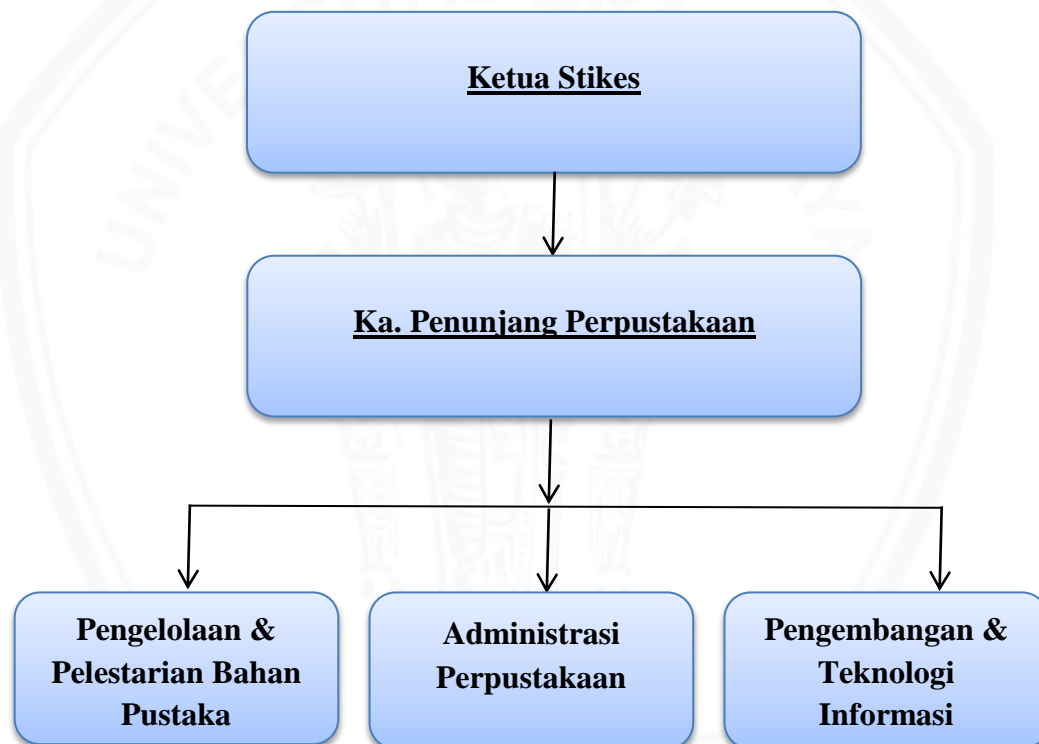 Ketua Stikes
Ka. Penunjang Perpustakaan
Pengelolaan &
Pelestarian Bahan
Pustaka
Administrasi
Perpustakaan
Pengembangan &
Teknologi
Informasi